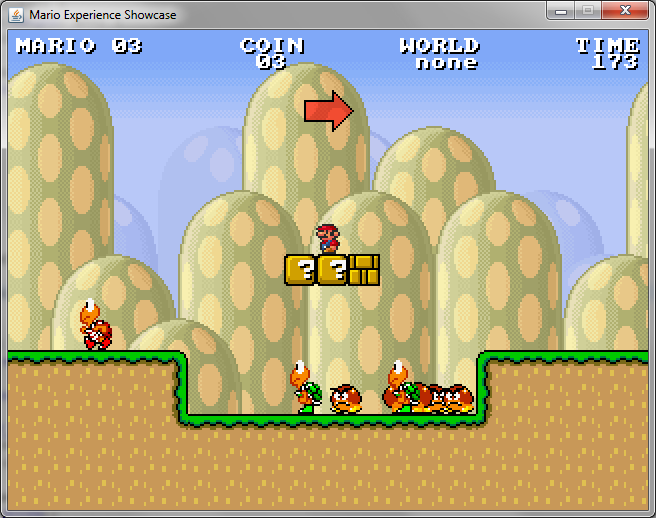 Mario Experience Showcase
MARIO 03 COIN WORLD TIME
03 none 173
? ?